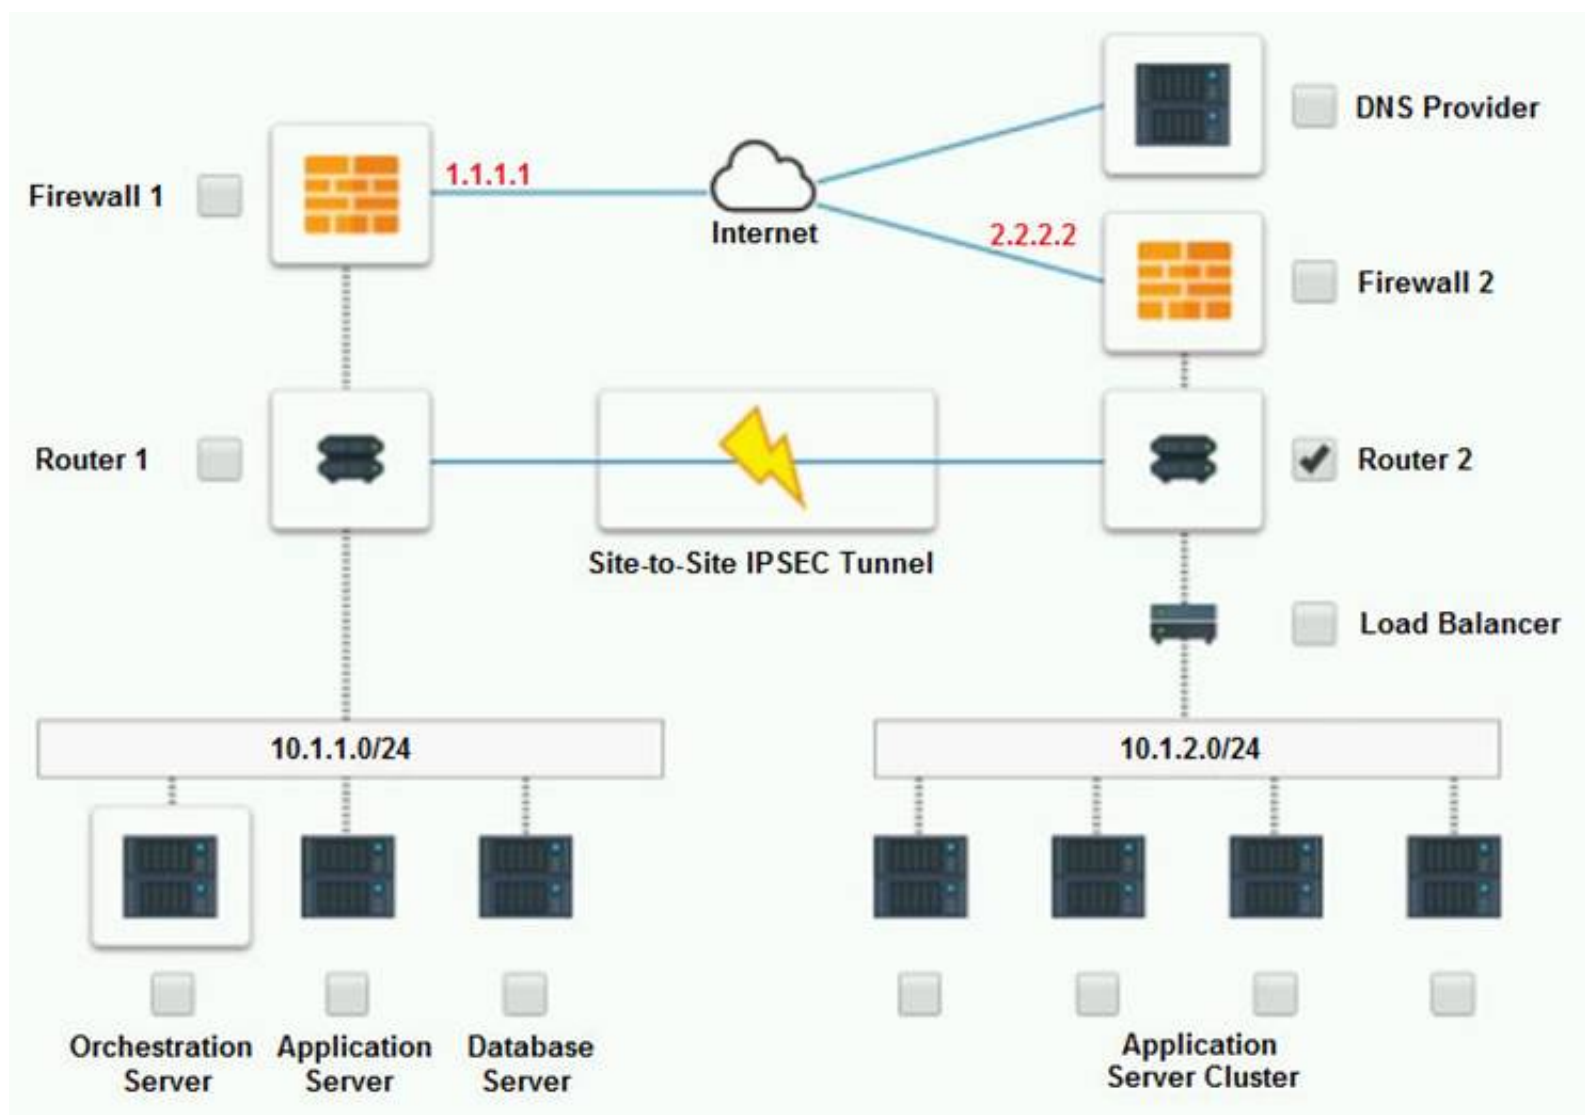 DNS Provider
Firewall 1
1.1.1.1
Internet
2.2.2.2
Firewall 2
Router 1
Router 2
Site-to-Site IPSEC Tunnel
Load Balancer
10.1.1.0/24
10.1.2.0/24
Orchestration
Server
Application
Server
Database
Server
Application
Server Cluster